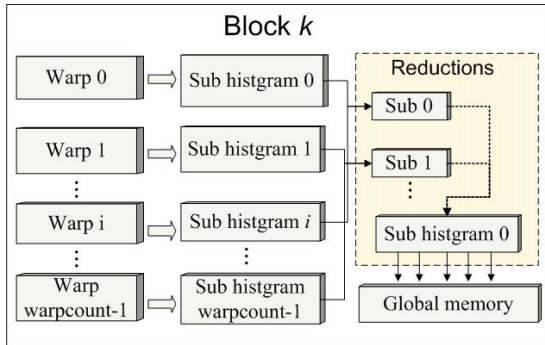 Block k
Warp 0
Sub histgram 0
Reductions
Sub 0
Warp 1
Sub histgram 1
Sub 1
Warp i
Sub histgram i
Sub histgram 0
Warp
warpcount-1
Sub histgram
warpcount-1
Global memory